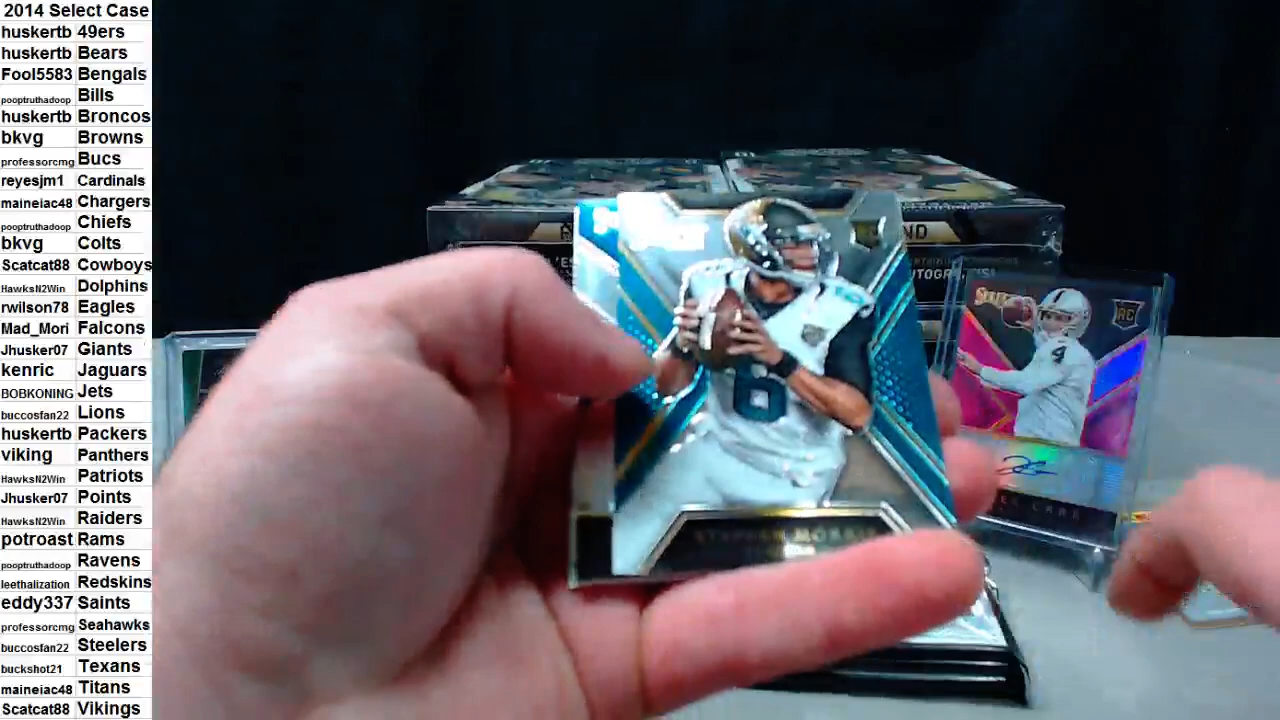 2014 Select Case
huskertb 49ers
huskertb Bears
Fool5583 Bengals
pooptruthadoop Bills
huskertb Broncos
bkvg Browns
professorcmg Bucs
reyesjm1 Cardinals
maineiac48 Chargers
pooptruthadoop Chiefs
bkvg Colts
Scatcat88 Cowboys
HawksN2Win Dolphins
rwilson78 Eagles
Mad_Mori Falcons
Jhusker07 Giants
kenric Jaguars
BOBKONING Jets
buccosfan22 Lions
huskertb Packers
viking Panthers
HawksN2Win Patriots
Jhusker07 Points
HawksN2Win Raiders
potroast Rams
pooptruthadoop Ravens
leethalization Redskins
eddy337 Saints
professorcmg Seahawks
buccosfan22 Steelers
buckshot21 Texans
maineiac48 Titans
Scatcat88 Vikings
6
RC
4